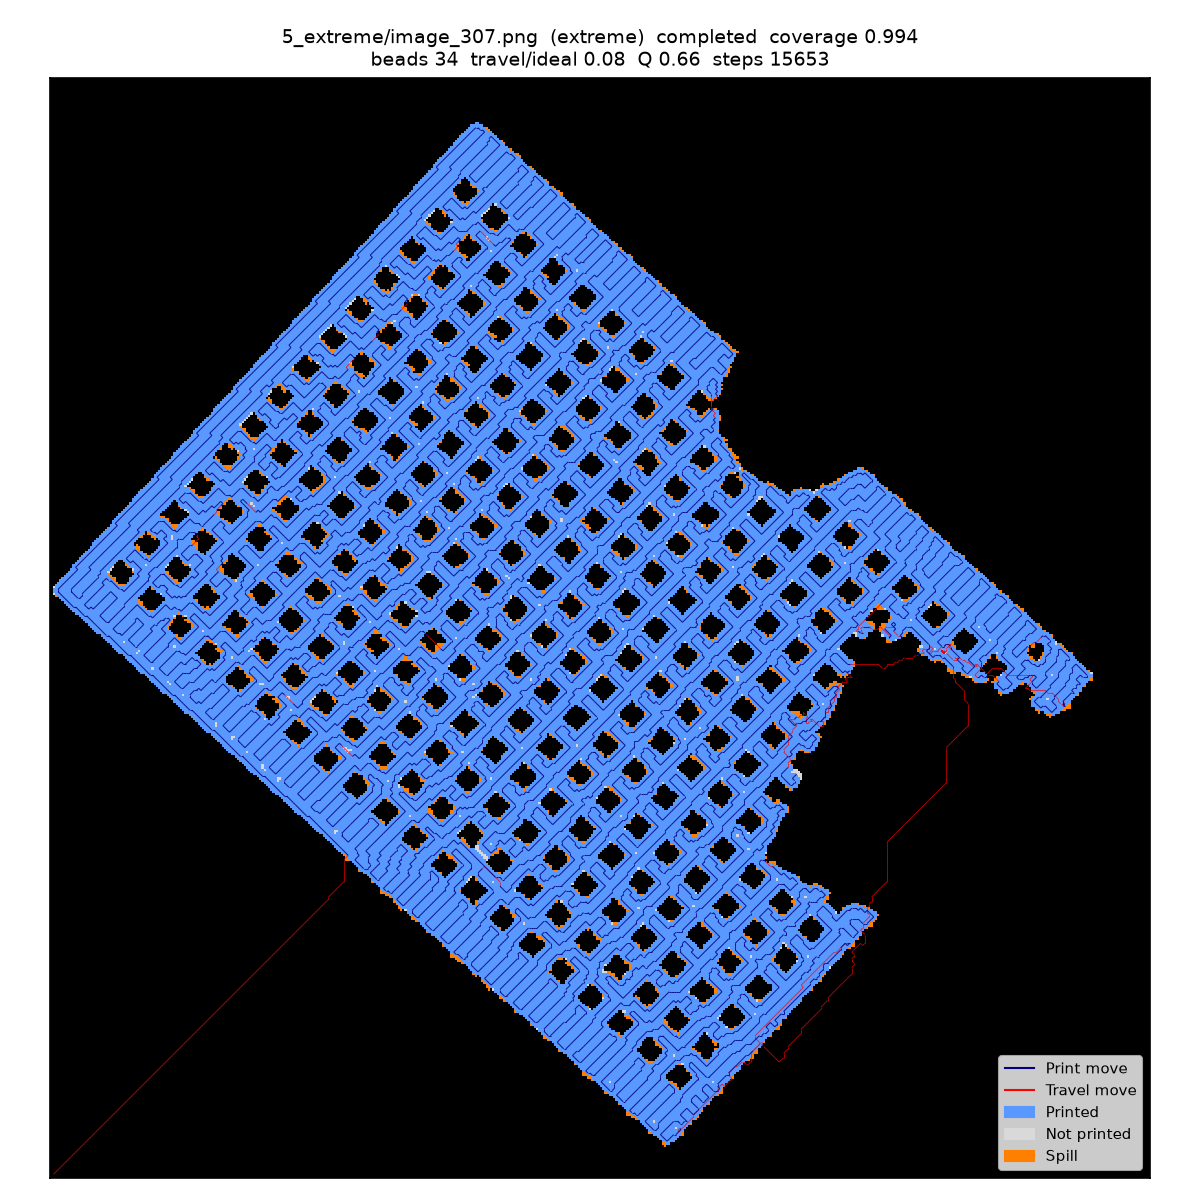 5_extreme/image_307.png  (extreme)  completed  coverage 0.994
beads 34  travel/ideal 0.08  Q 0.66  steps 15653
Print move
Travel move
Printed
Not printed
Spill